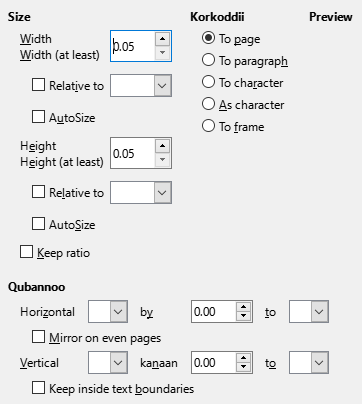 Size
Width
Width (at least)
0.05
Relative to
AutoSize
Height
Height (at least)
0.05
Relative to
AutoSize
Keep ratio
Korkoddii
To page
To paragraph
To character
As character
To frame
Preview
Qubannoo
Horizontal by 0.00 to
Mirror on even pages
Vertical kanaan 0.00 to
Keep inside text boundaries